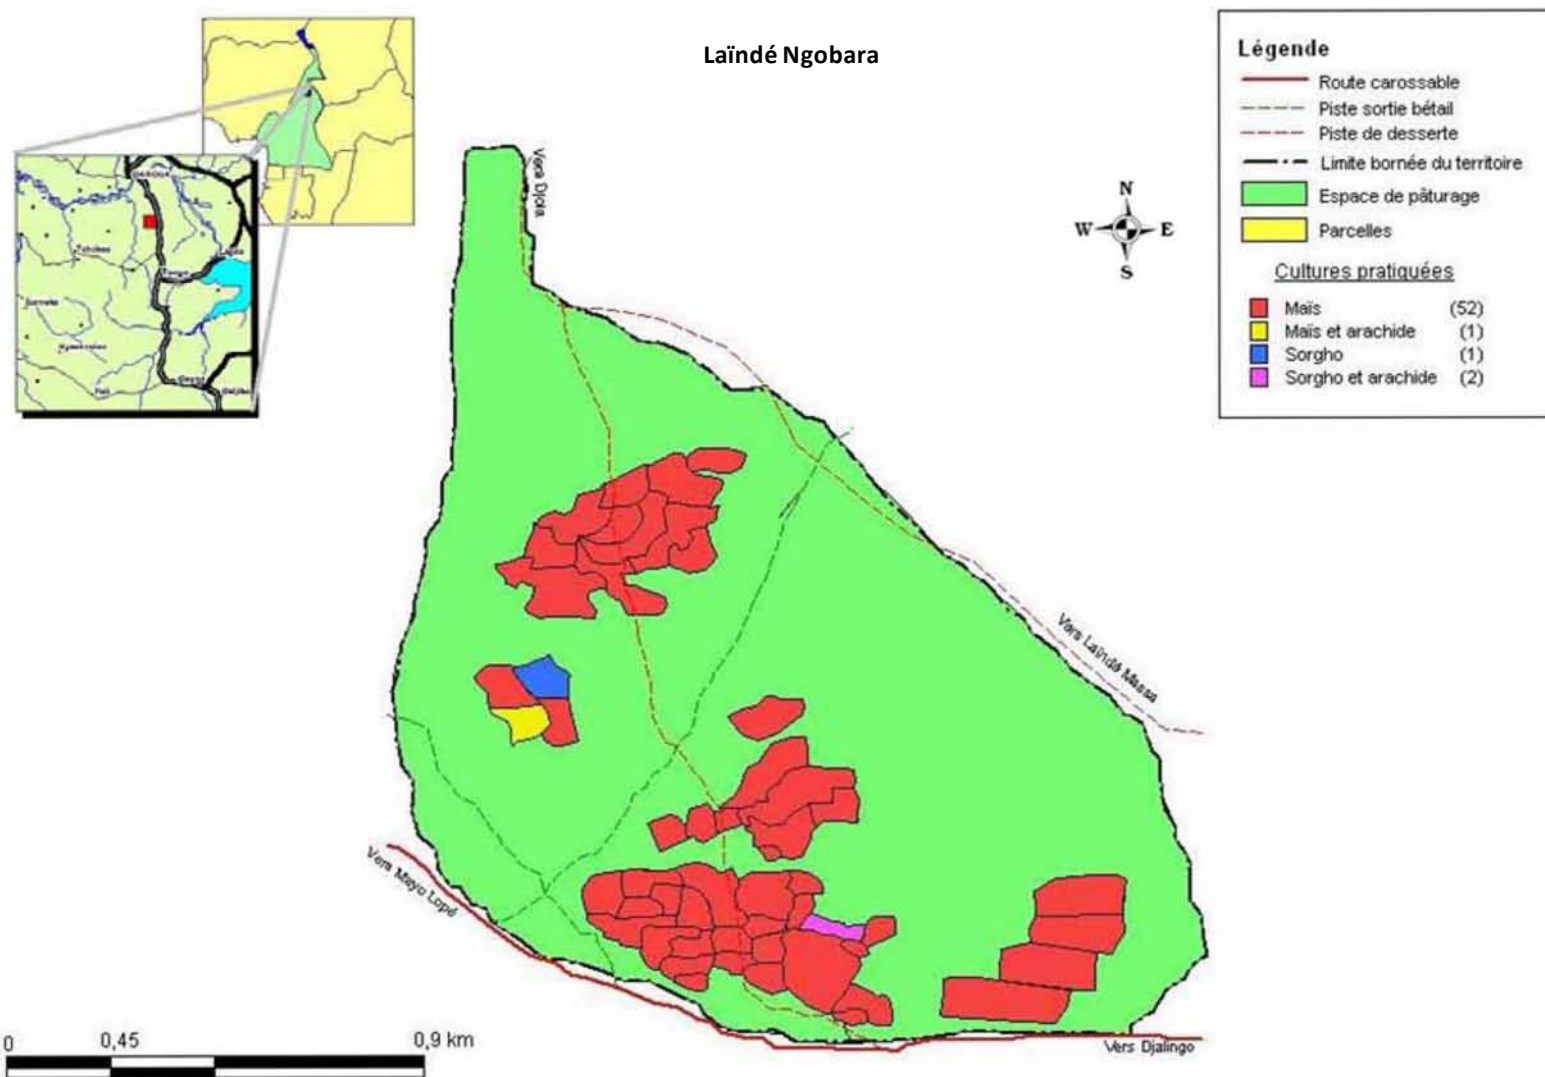 Laïndé Ngobara
Légende
Route carossable
Piste sortie bétail
Piste de desserte
Limite bornée du territoire
Espace de pâturage
Parcelles
Cultures pratiquées
Maïs (52)
Maïs et arachide (1)
Sorgho (1)
Sorgho et arachide (2)
N
W E
S
GAROUA
Vers Djola
Vers Laïndé Massa
Vers Mayo Lopé
Vers Djalingo
0 0,45 0,9 km